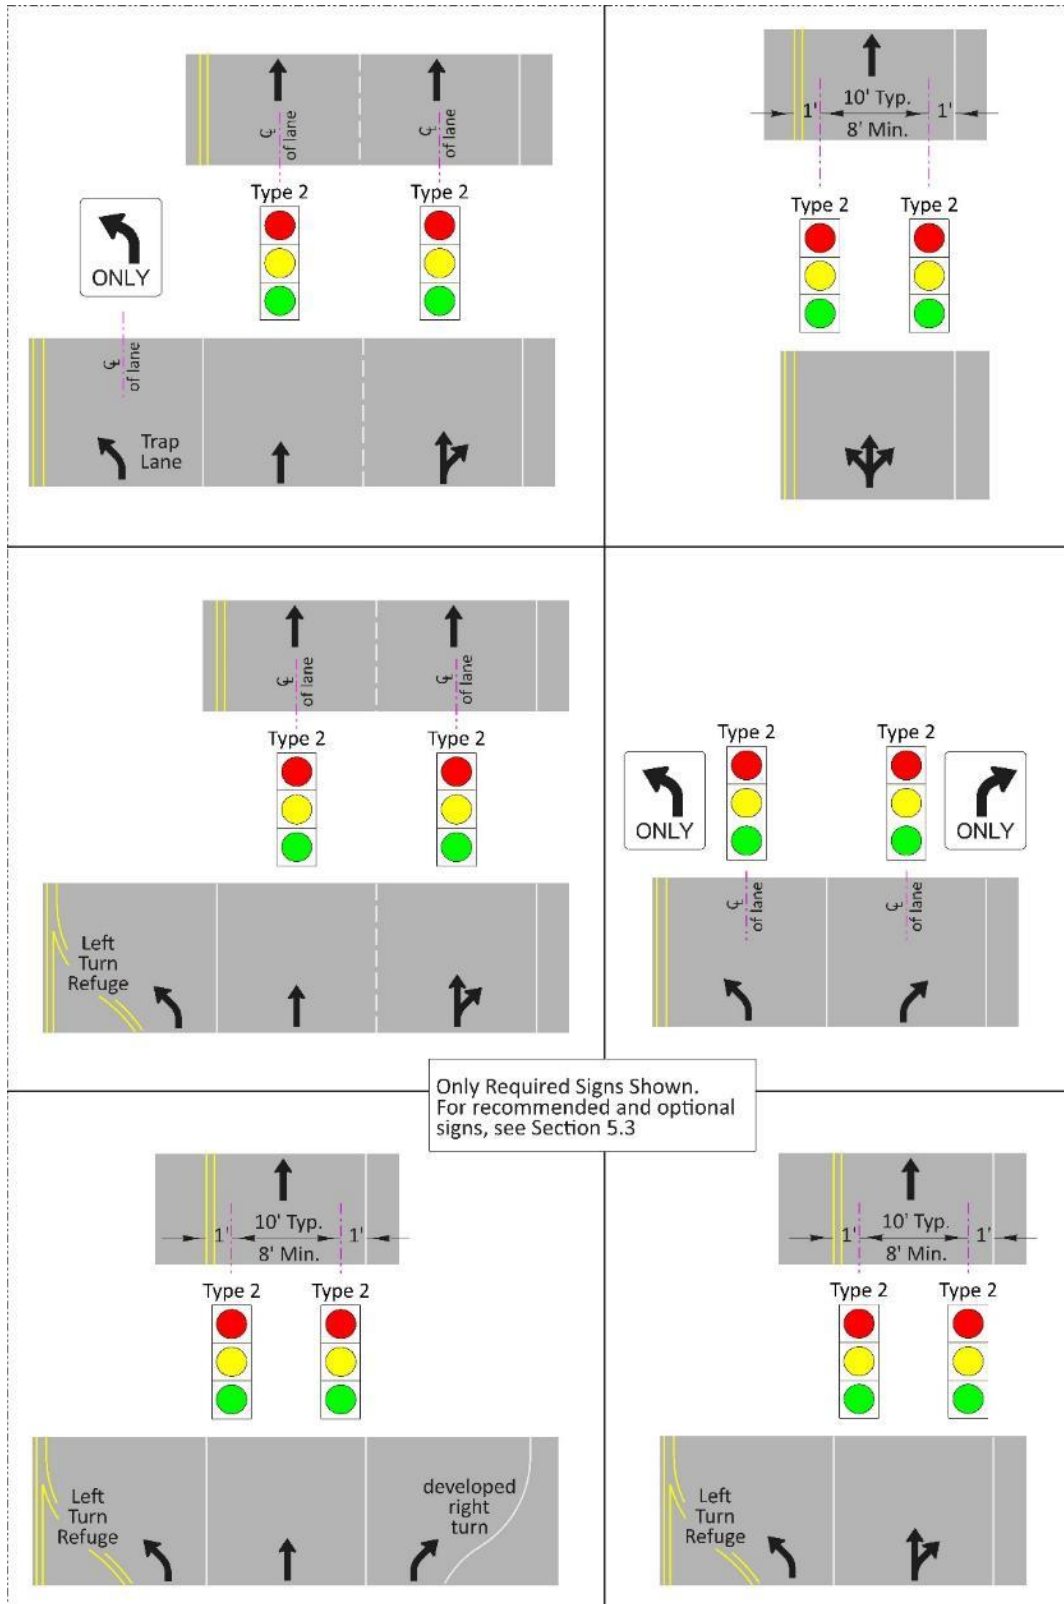 ℄
of lane
℄
of lane
Type 2
Type 2
ONLY
℄
of lane
Trap
Lane
1'
10' Typ.
8' Min.
1'
Type 2
Type 2
℄
of lane
℄
of lane
Type 2
Type 2
Left
Turn
Refuge
Type 2
Type 2
ONLY
ONLY
℄
of lane
℄
of lane
Only Required Signs Shown.
For recommended and optional
signs, see Section 5.3
1'
10' Typ.
8' Min.
1'
Type 2
Type 2
Left
Turn
Refuge
developed
right
turn
1'
10' Typ.
8' Min.
1'
Type 2
Type 2
Left
Turn
Refuge